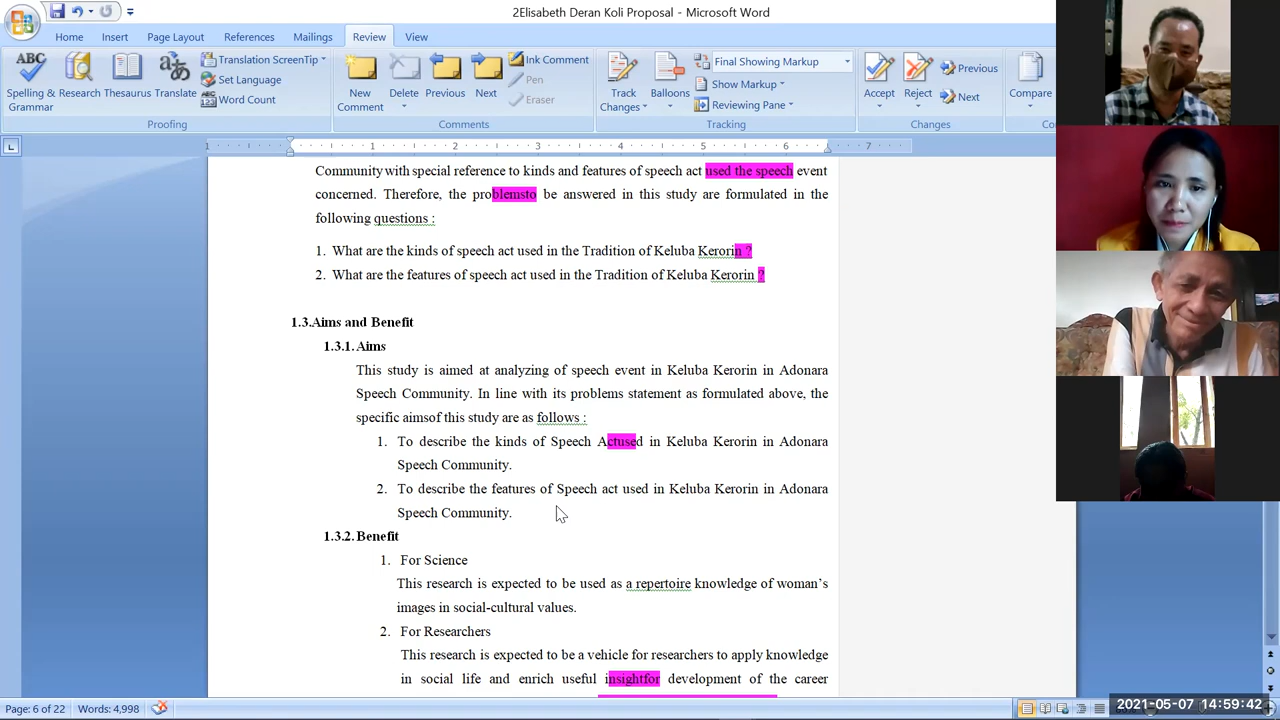 2Elisabeth Deran Koli Proposal - Microsoft Word
Home Insert Page Layout References Mailings Review View
ABC Spelling & Grammar
Research
Thesaurus
Translate
Translation ScreenTip
Set Language
Word Count
Proofing
New Comment
Delete
Previous
Next
Ink Comment
Pen
Eraser
Comments
Track Changes
Balloons
Final Showing Markup
Show Markup
Reviewing Pane
Tracking
Accept
Reject
Previous
Next
Changes
Compare
Co
1 1 2 3 4 5 6 7
Community with special reference to kinds and features of speech act used the speech event
concerned. Therefore, the problemsto be answered in this study are formulated in the
following questions :
1. What are the kinds of speech act used in the Tradition of Keluba Kerorin ?
2. What are the features of speech act used in the Tradition of Keluba Kerorin ?
1.3.Aims and Benefit
1.3.1. Aims
This study is aimed at analyzing of speech event in Keluba Kerorin in Adonara
Speech Community. In line with its problems statement as formulated above, the
specific aimsof this study are as follows :
1. To describe the kinds of Speech Actused in Keluba Kerorin in Adonara
Speech Community.
2. To describe the features of Speech act used in Keluba Kerorin in Adonara
Speech Community.
1.3.2. Benefit
1. For Science
This research is expected to be used as a repertoire knowledge of woman's
images in social-cultural values.
2. For Researchers
This research is expected to be a vehicle for researchers to apply knowledge
in social life and enrich useful insightfor development of the career
Page: 6 of 22 Words: 4,998
2021-05-07 14:59:42